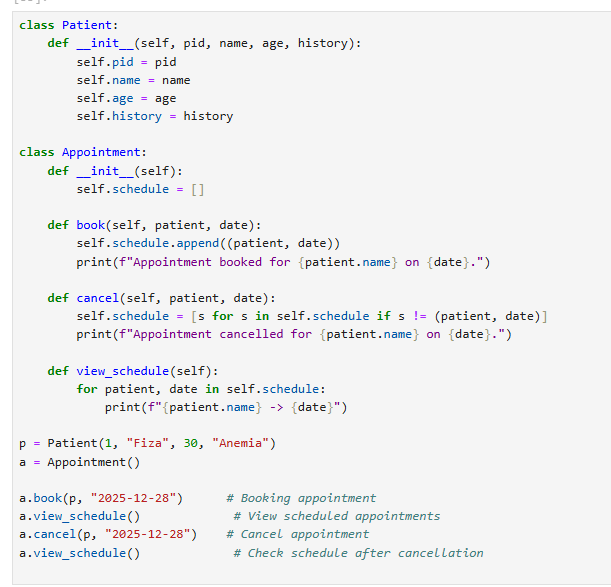 class Patient:
    def __init__(self, pid, name, age, history):
        self.pid = pid
        self.name = name
        self.age = age
        self.history = history

class Appointment:
    def __init__(self):
        self.schedule = []

    def book(self, patient, date):
        self.schedule.append((patient, date))
        print(f"Appointment booked for {patient.name} on {date}.")

    def cancel(self, patient, date):
        self.schedule = [s for s in self.schedule if s != (patient, date)]
        print(f"Appointment cancelled for {patient.name} on {date}.")

    def view_schedule(self):
        for patient, date in self.schedule:
            print(f"{patient.name} -> {date}")

p = Patient(1, "Fiza", 30, "Anemia")
a = Appointment()

a.book(p, "2025-12-28")      # Booking appointment
a.view_schedule()             # View scheduled appointments
a.cancel(p, "2025-12-28")    # Cancel appointment
a.view_schedule()             # Check schedule after cancellation